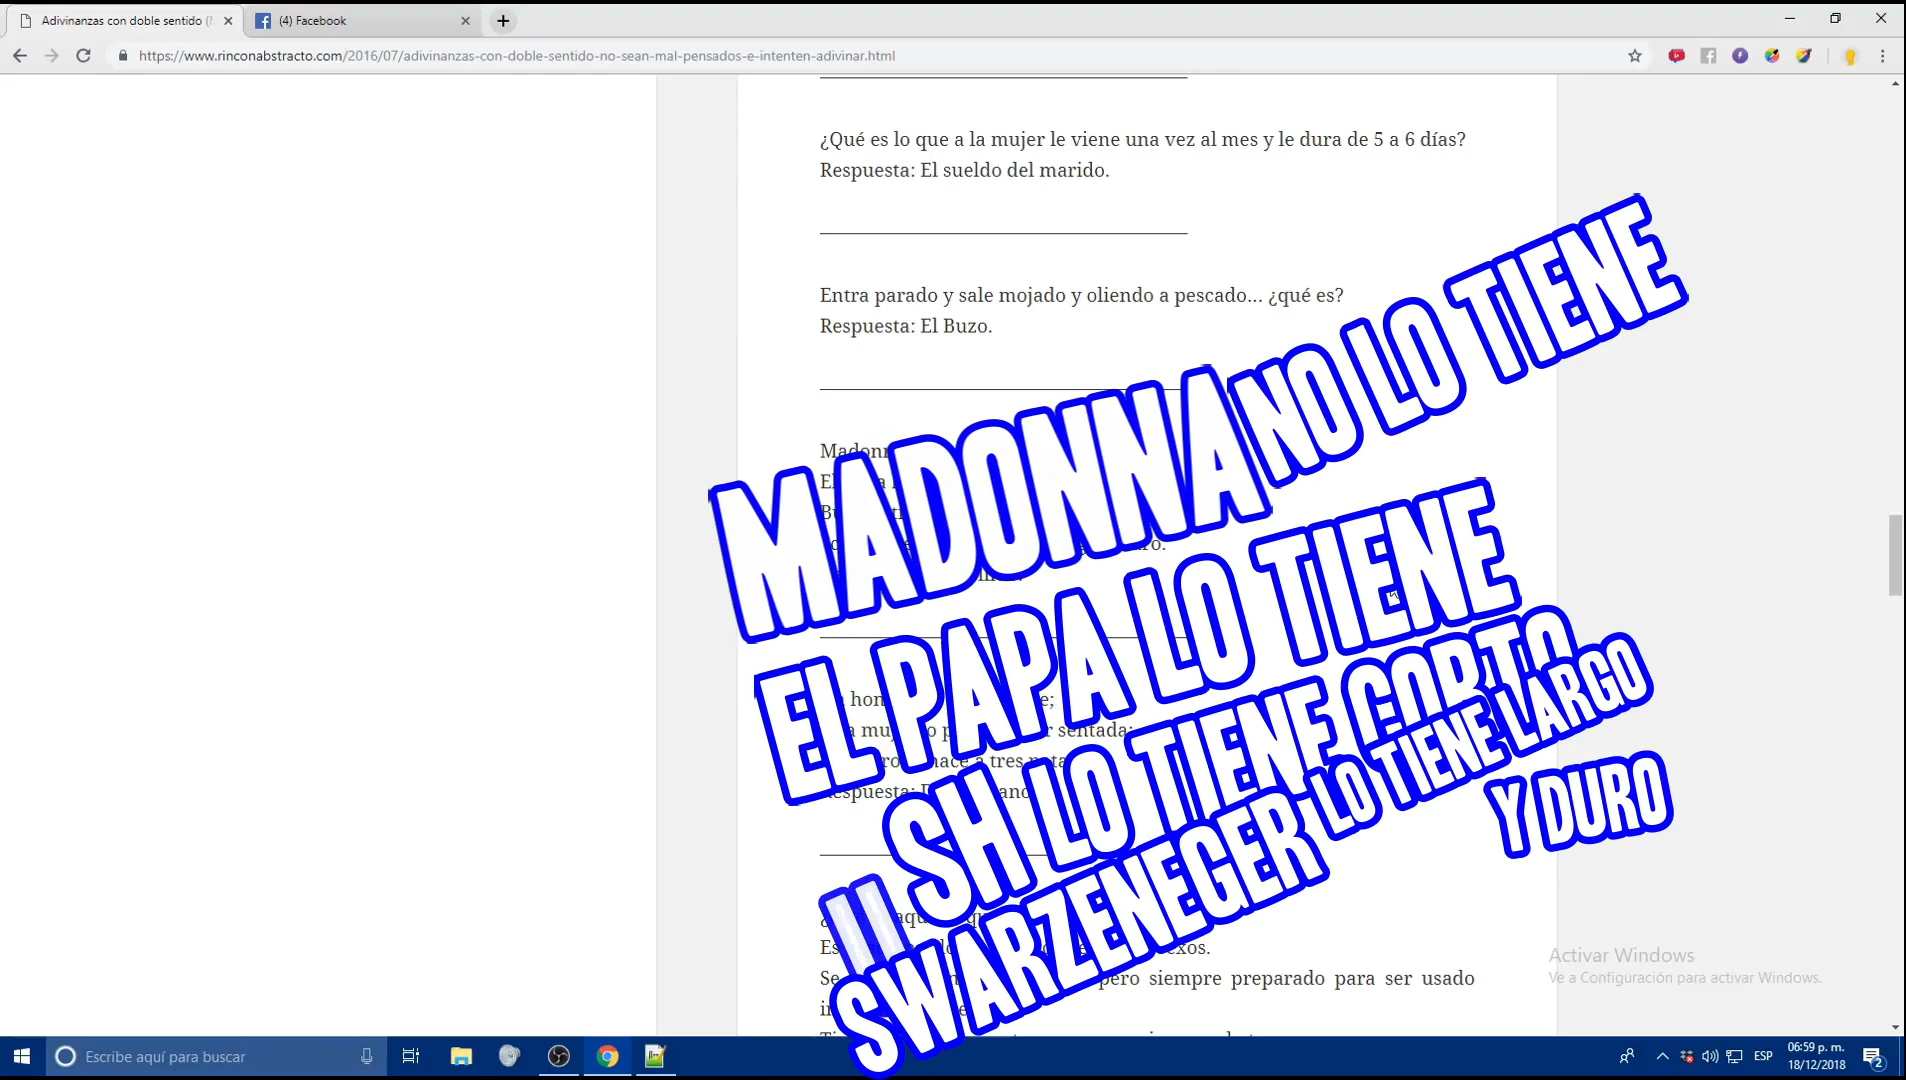 Adivinanzas con doble sentido (
(4) Facebook
https://www.rinconabstracto.com/2016/07/adivinanzas-con-doble-sentido-no-sean-mal-pensados-e-intenten-adivinar.html
¿Qué es lo que a la mujer le viene una vez al mes y le dura de 5 a 6 días?
Respuesta: El sueldo del marido.
Entra parado y sale mojado y oliendo a pescado... ¿qué es?
Respuesta: El Buzo.
MADONNA NO LO TIENE
EL PAPA LO TIENE
SH LO TIENE CORTO
SWARZENEGER LO TIENE LARGO
Y DURO
sentada;
hace a tres
pero siempre preparado para ser usado
Activar Windows
Ve a Configuración para activar Windows.
Escribe aquí para buscar
ESP
06:59 p. m.
18/12/2018
2